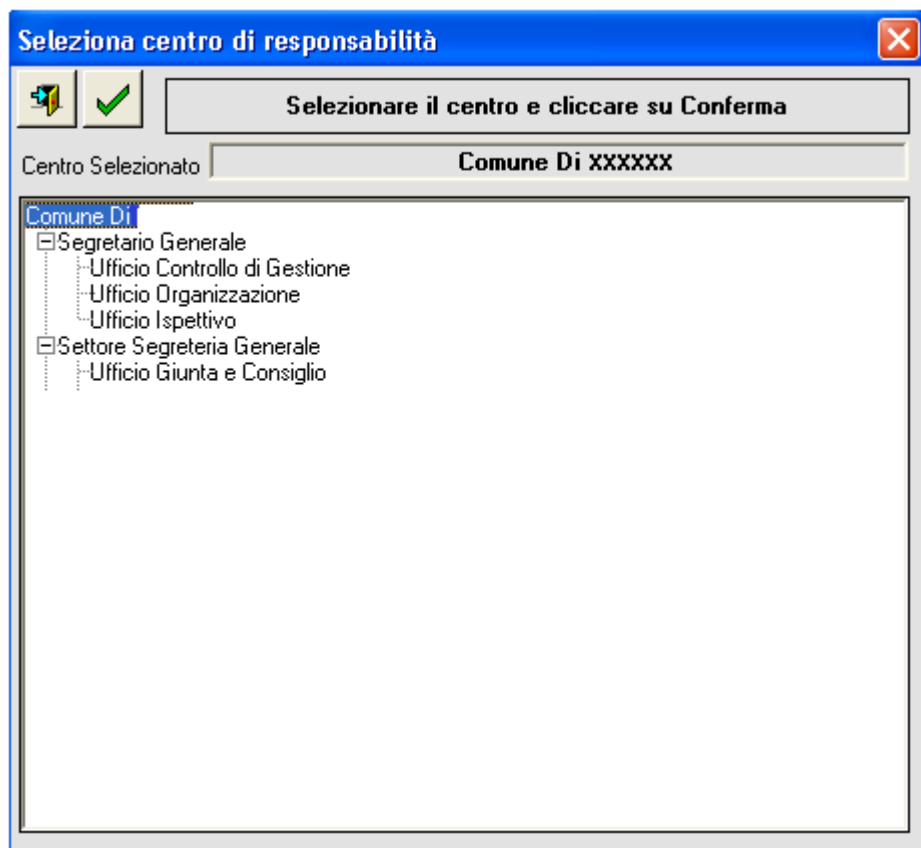 Seleziona centro di responsabilità
Selezionare il centro e cliccare su Conferma
Centro Selezionato
Comune Di XXXXXX
Comune Di
Segretario Generale
Ufficio Controllo di Gestione
Ufficio Organizzazione
Ufficio Ispettivo
Settore Segreteria Generale
Ufficio Giunta e Consiglio